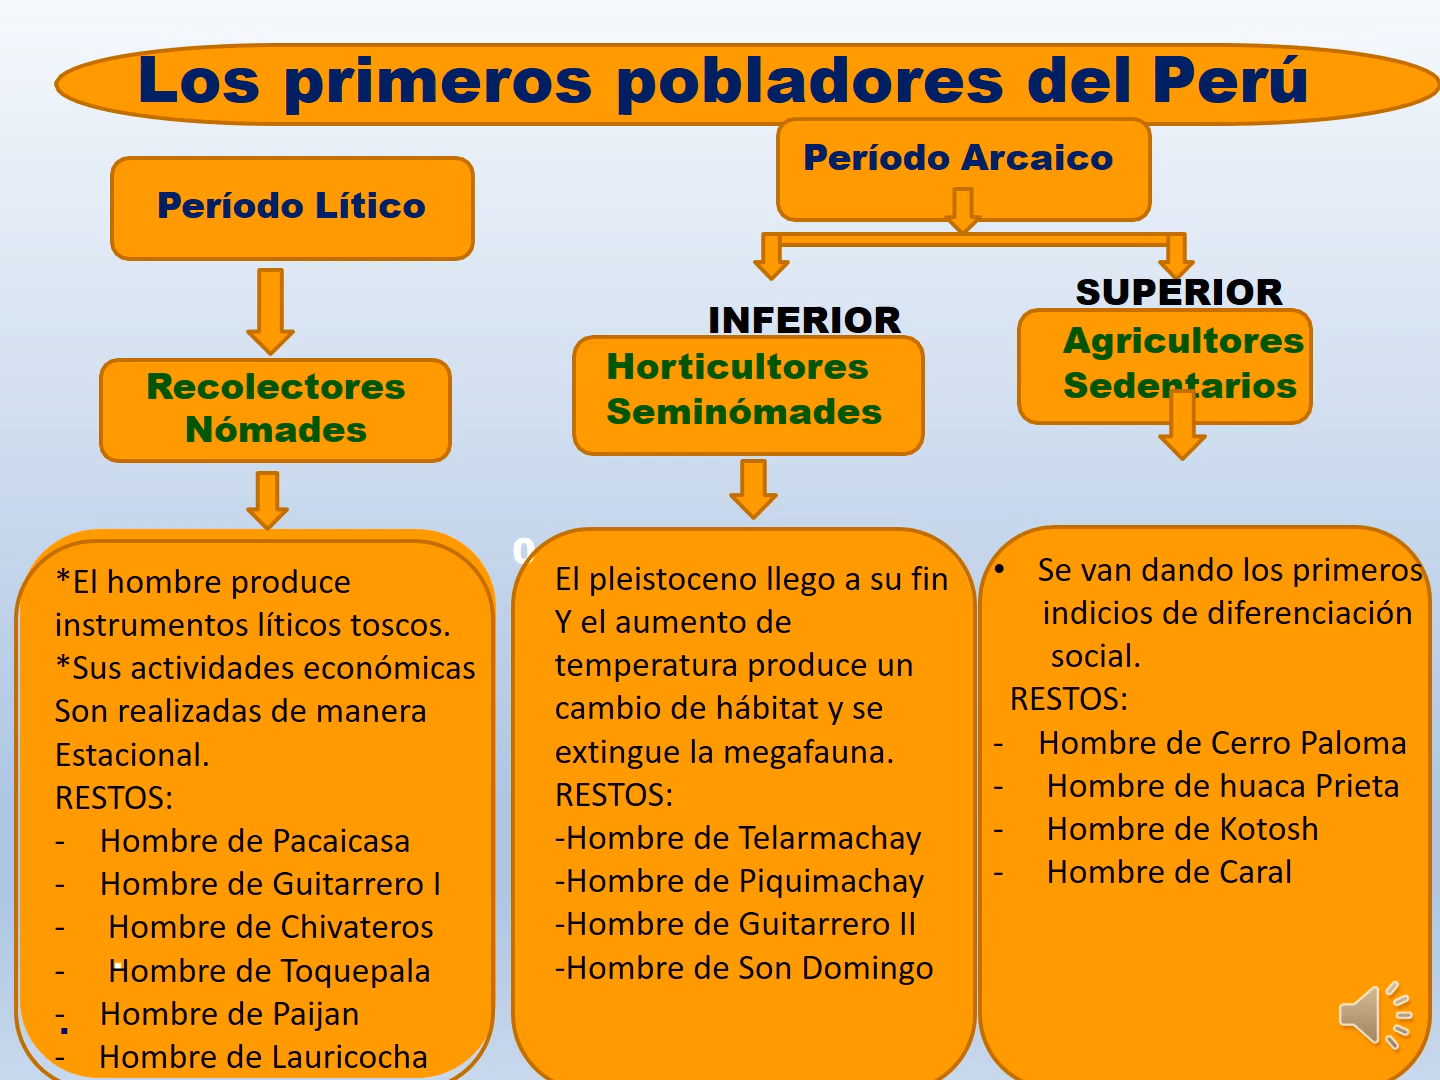 Los primeros pobladores del Perú
Período Lítico
Recolectores
Nómades
*El hombre produce
instrumentos líticos toscos.
*Sus actividades económicas
Son realizadas de manera
Estacional.
RESTOS:
- Hombre de Pacaicasa
- Hombre de Guitarrero I
- Hombre de Chivateros
- Hombre de Toquepala
- Hombre de Paijan
- Hombre de Lauricocha
Período Arcaico
INFERIOR
Horticultores
Seminómades
El pleistoceno llego a su fin
Y el aumento de
temperatura produce un
cambio de hábitat y se
extingue la megafauna.
RESTOS:
-Hombre de Telarmachay
-Hombre de Piquimachay
-Hombre de Guitarrero II
-Hombre de Son Domingo
SUPERIOR
Agricultores
Sedentarios
• Se van dando los primeros
indicios de diferenciación
social.
RESTOS:
- Hombre de Cerro Paloma
- Hombre de huaca Prieta
- Hombre de Kotosh
- Hombre de Caral